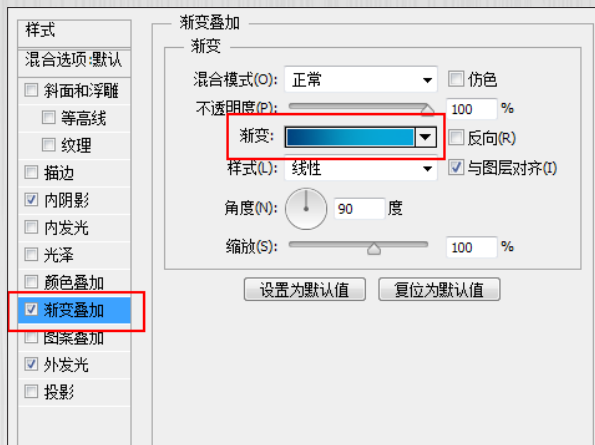 样式
混合选项:默认
斜面和浮雕
等高线
纹理
描边
内阴影
内发光
光泽
颜色叠加
渐变叠加
图案叠加
外发光
投影
渐变叠加
渐变
混合模式(O): 正常 仿色
不透明度(P): 100 %
渐变: 反向(R)
样式(L): 线性 与图层对齐(I)
角度(N): 90 度
缩放(S): 100 %
设置为默认值 复位为默认值